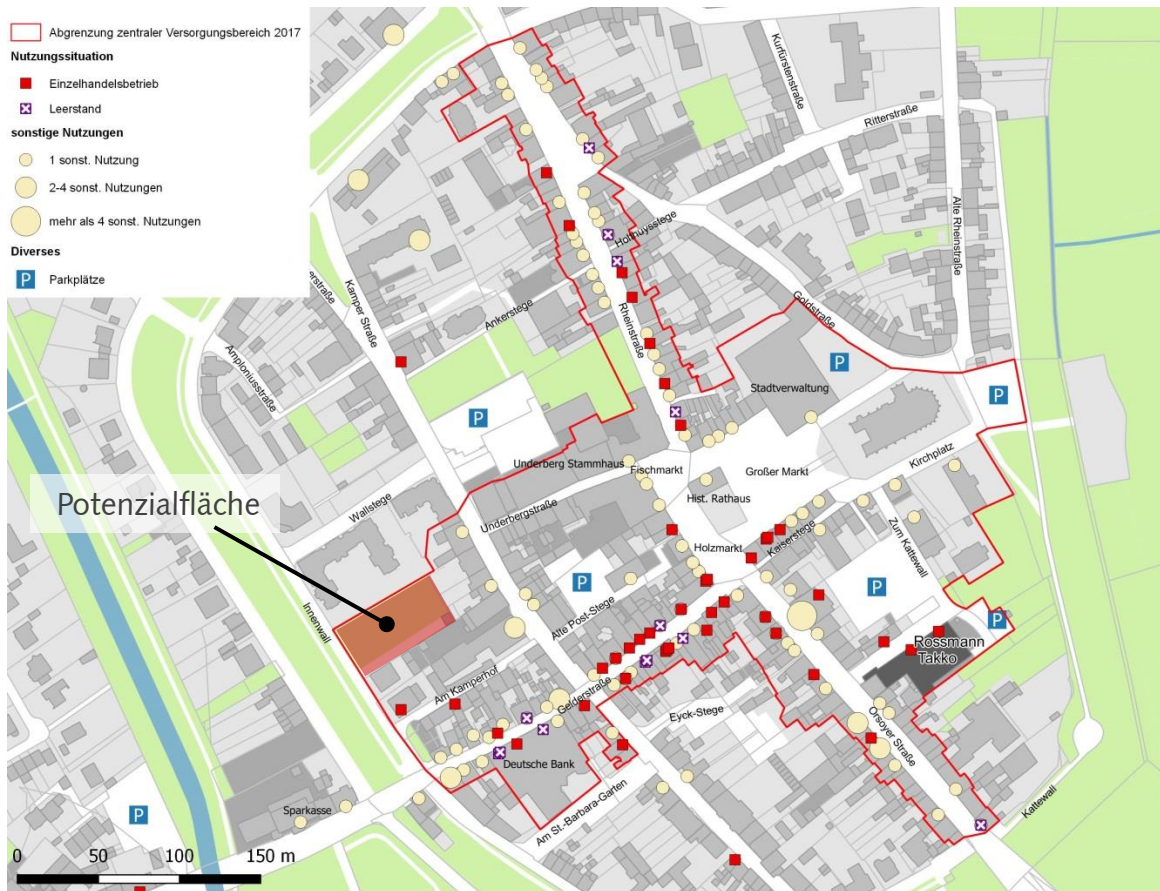 Abgrenzung zentraler Versorgungsbereich 2017
Nutzungssituation
Einzelhandelsbetrieb
Leerstand
sonstige Nutzungen
1 sonst. Nutzung
2-4 sonst. Nutzungen
mehr als 4 sonst. Nutzungen
Diverses
P Parkplätze
Kurfürstenstraße
Ritterstraße
Alte Rheinstraße
Holthuysstege
Goldstraße
Rheinstraße
Ankerstege
Kamper Straße
erstraße
Amploniusstraße
P
P
P
Stadtverwaltung
Underberg Stammhaus
Fischmarkt
Großer Markt
Kirchplatz
Wallstege
Underbergstraße
Hist. Rathaus
Potenzialfläche
Holzmarkt
Kaiserstege
Zum Kattewall
P
P
P
Alte Post-Stege
Innenwall
Rossmann
Takko
Am Kamperhof
Gelderstraße
Eyck-Stege
Orsoyer Straße
Deutsche Bank
Sparkasse
Am St.-Barbara-Garten
Kattewall
P
0 50 100 150 m